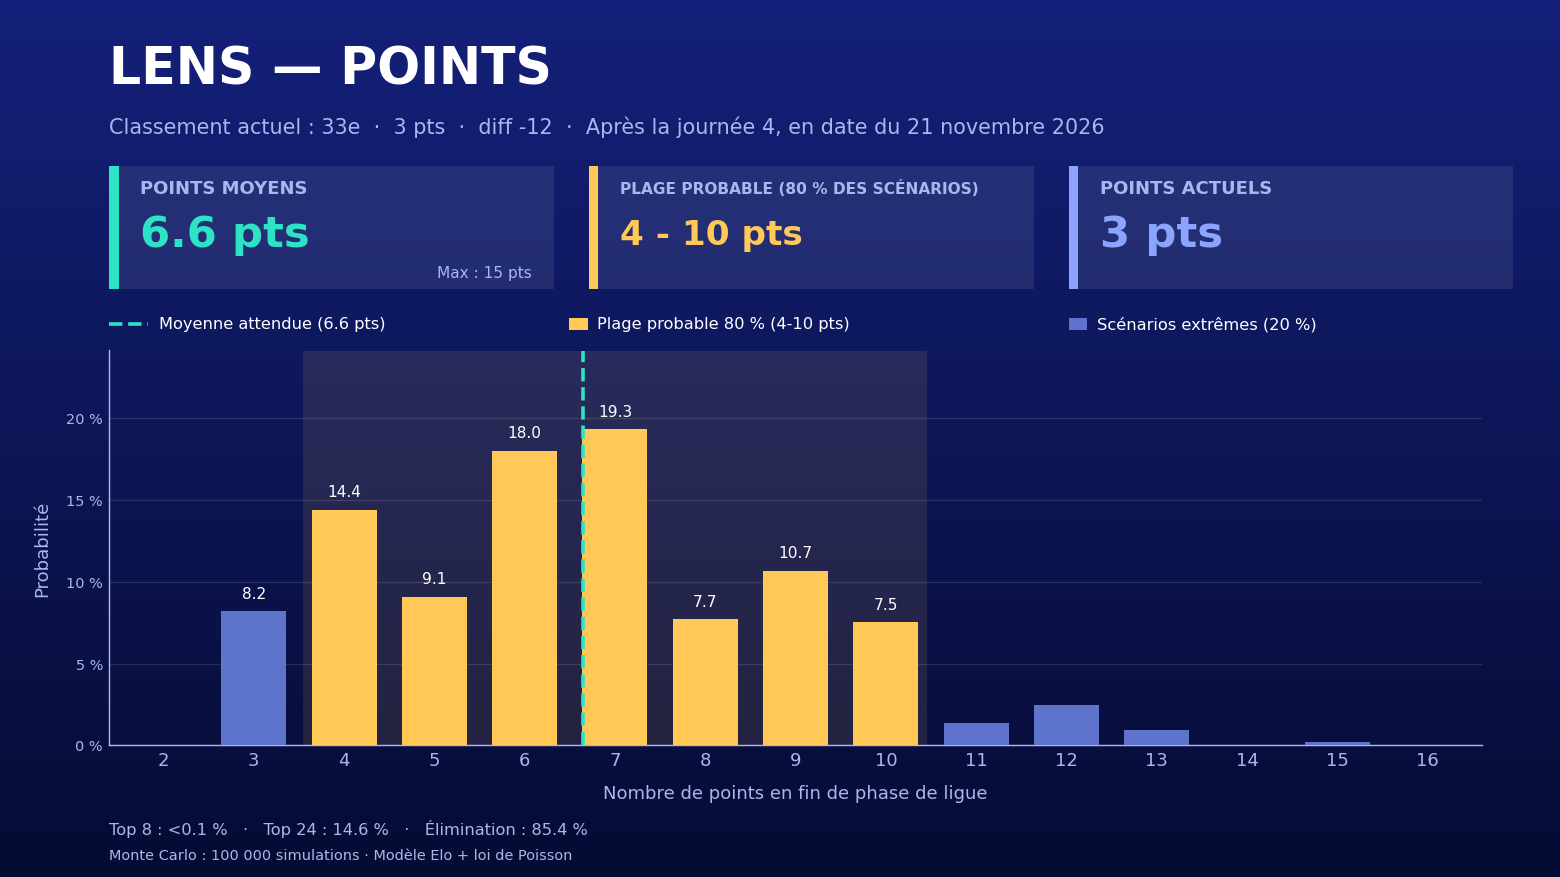 LENS — POINTS
Classement actuel : 33e · 3 pts · diff -12 · Après la journée 4, en date du 21 novembre 2026
POINTS MOYENS
6.6 pts
Max : 15 pts
PLAGE PROBABLE (80 % DES SCÉNARIOS)
4 - 10 pts
POINTS ACTUELS
3 pts
Moyenne attendue (6.6 pts)
Plage probable 80 % (4-10 pts)
Scénarios extrêmes (20 %)
Probabilité
20 %
15 %
10 %
5 %
0 %
8.2
14.4
9.1
18.0
19.3
7.7
10.7
7.5
2 3 4 5 6 7 8 9 10 11 12 13 14 15 16
Nombre de points en fin de phase de ligue
Top 8 : <0.1 % · Top 24 : 14.6 % · Élimination : 85.4 %
Monte Carlo : 100 000 simulations · Modèle Elo + loi de Poisson